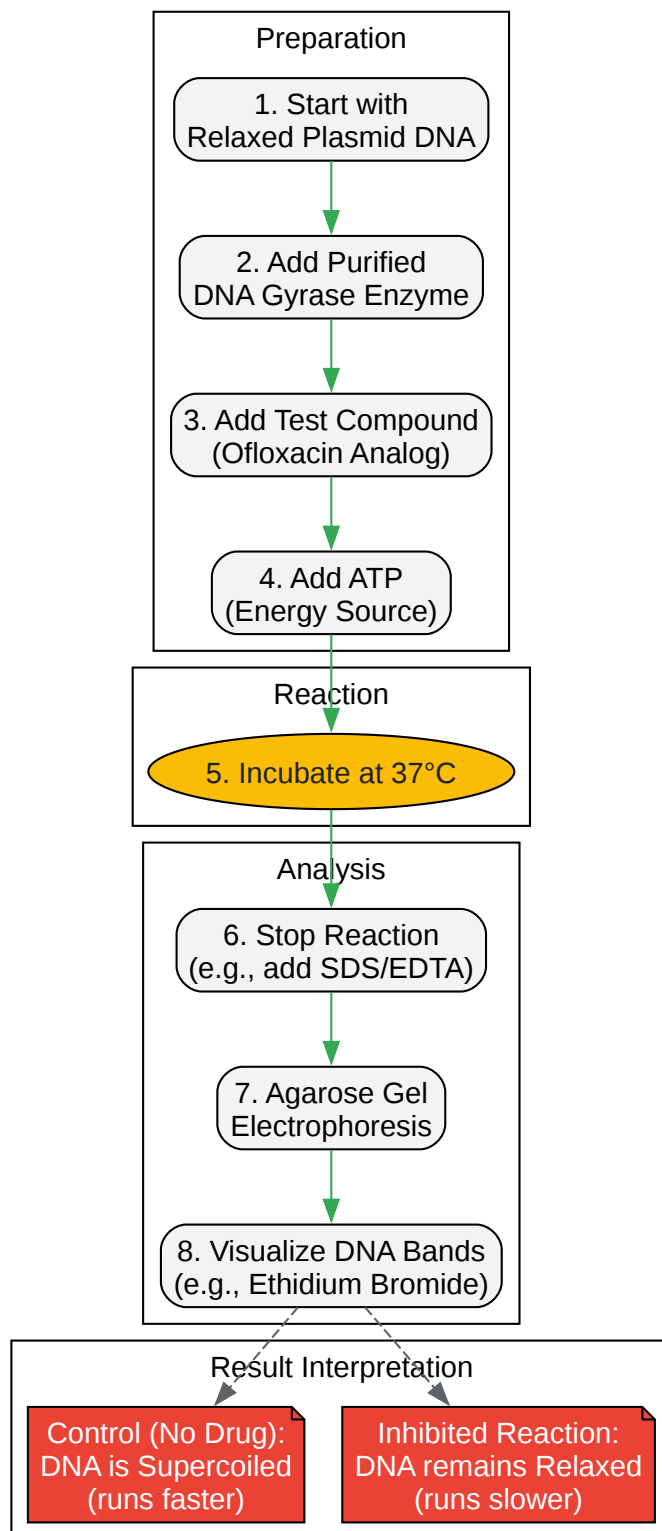 Preparation
1. Start with
Relaxed Plasmid DNA
2. Add Purified
DNA Gyrase Enzyme
3. Add Test Compound
(Ofloxacin Analog)
4. Add ATP
(Energy Source)
Reaction
5. Incubate at 37°C
Analysis
6. Stop Reaction
(e.g., add SDS/EDTA)
7. Agarose Gel
Electrophoresis
8. Visualize DNA Bands
(e.g., Ethidium Bromide)
Result Interpretation
Control (No Drug):
DNA is Supercoiled
(runs faster)
Inhibited Reaction:
DNA remains Relaxed
(runs slower)